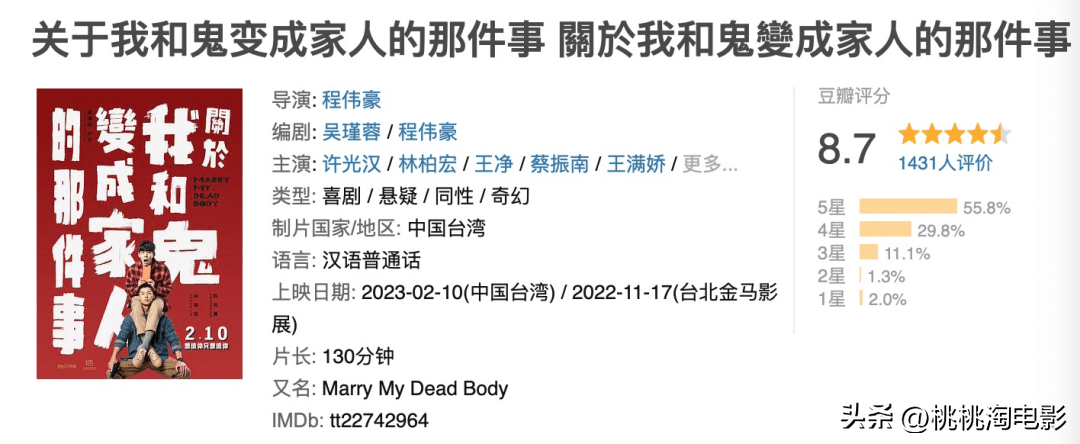 关于我和鬼变成家人的那件事 關於我和鬼變成家人的那件事
關於
我和鬼
變成家人
的那件事
MARRY
MY
DEAD
BODY
2.10
导演: 程伟豪
编剧: 吴瑾蓉 / 程伟豪
主演: 许光汉 / 林柏宏 / 王净 / 蔡振南 / 王满娇 / 更多...
类型: 喜剧 / 悬疑 / 同性 / 奇幻
制片国家/地区: 中国台湾
语言: 汉语普通话
上映日期: 2023-02-10(中国台湾) / 2022-11-17(台北金马影
展)
片长: 130分钟
又名: Marry My Dead Body
IMDb: tt22742964
豆瓣评分
8.7
1431人评价
5星 55.8%
4星 29.8%
3星 11.1%
2星 1.3%
1星 2.0%
头条 @桃桃淘电影